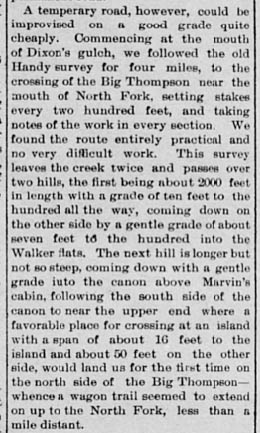 A temperary road, however, could be
improvised on a good grade quite
cheaply. Commencing at the mouth
of Dixon's gulch, we followed the old
Handy survey for four miles, to the
crossing of the Big Thompson near the
mouth of North Fork, setting stakes
every two hundred feet, and taking
notes of the work in every section. We
found the route entirely practical and
no very difficult work. This survey
leaves the creek twice and passes over
two hills, the first being about 2000 feet
in length with a grade of ten feet to the
hundred all the way, coming down on
the other side by a gentle grade of about
seven feet to the hundred into the
Walker flats. The next hill is longer but
not so steep, coming down with a gentle
grade iuto the canon above Marvin's
cabin, following the south side of the
canon to near the upper end where a
favorable place for crossing at an island
with a span of about 16 feet to the
island and about 50 feet on the other
side, would land us for the first time on
the north side of the Big Thompson—
whence a wagon trail seemed to extend
on up to the North Fork, less than a
mile distant.